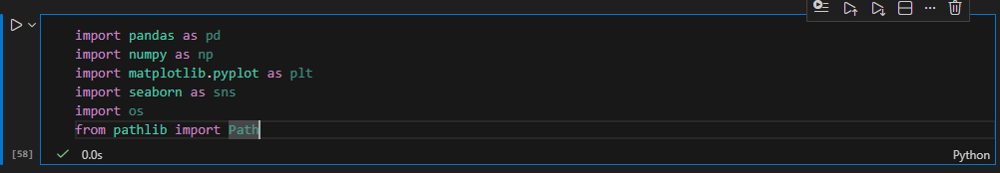 import pandas as pd
import numpy as np
import matplotlib.pyplot as plt
import seaborn as sns
import os
from pathlib import Path
[58]
0.0s
Python